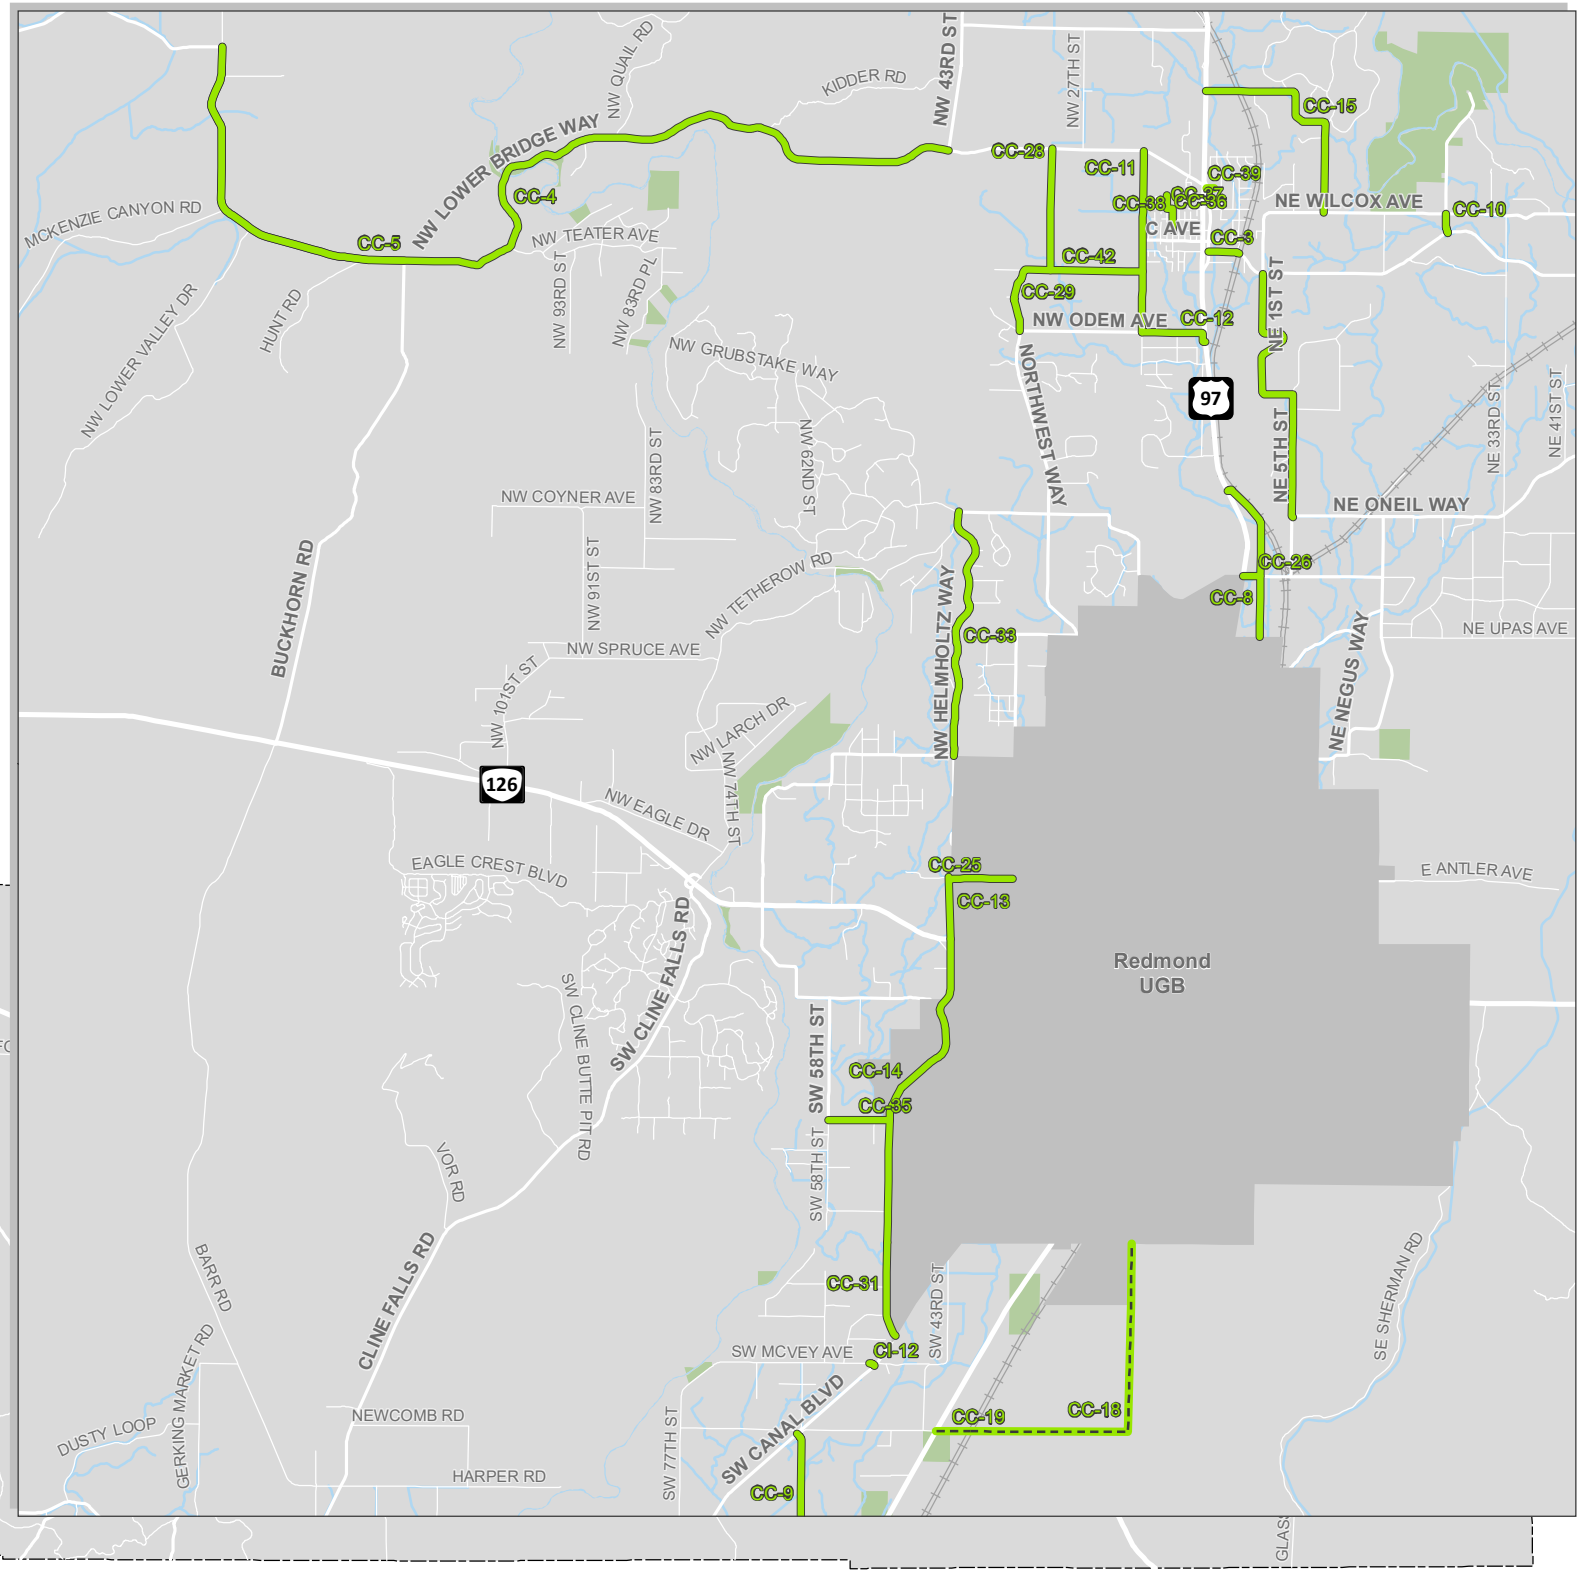 NW QUAIL RD
KIDDER RD
NW 43RD ST
NW 27TH ST
CC-15
NW LOWER BRIDGE WAY
CC-28
CC-11
CC-39
CC-37
CC-36
CC-38
NE WILCOX AVE
CC-10
CC-4
MCKENZIE CANYON RD
CC-5
NW TEATER AVE
C AVE
CC-3
CC-42
CC-29
NW LOWER VALLEY DR
HUNT RD
NW 93RD ST
NW 83RD PL
NE 1ST ST
NW ODEM AVE
CC-12
NW GRUBSTAKE WAY
NORTHWEST WAY
97
NE 33RD ST
NE 41ST ST
NW 62ND ST
NW 83RD ST
NE 5TH ST
NW COYNER AVE
NE ONEIL WAY
BUCKHORN RD
NW 91ST ST
NW TETHEROW RD
NW HELMHOLTZ WAY
CC-26
CC-8
CC-33
NE UPAS AVE
NW SPRUCE AVE
NW 101ST ST
NE NEGUS WAY
NW LARCH DR
126
NW 74TH ST
NW EAGLE DR
EAGLE CREST BLVD
CC-25
E ANTLER AVE
CC-13
SW CLINE FALLS RD
Redmond
UGB
SW CLINE BUTTE PIT RD
SW 58TH ST
CC-14
CC-35
VOR RD
SW 58TH ST
BARR RD
CLINE FALLS RD
CC-31
SW 43RD ST
SE SHERMAN RD
GERKING MARKET RD
SW MCVEY AVE
CI-12
SW CANAL BLVD
NEWCOMB RD
CC-19
CC-18
DUSTY LOOP
SW 77TH ST
HARPER RD
CC-9
GLASS